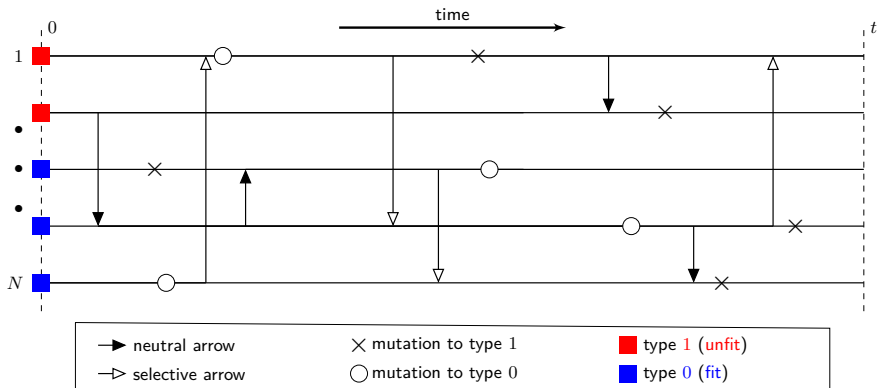 time
0
t
1
N
neutral arrow
mutation to type 1
type 1 (unfit)
selective arrow
mutation to type 0
type 0 (fit)